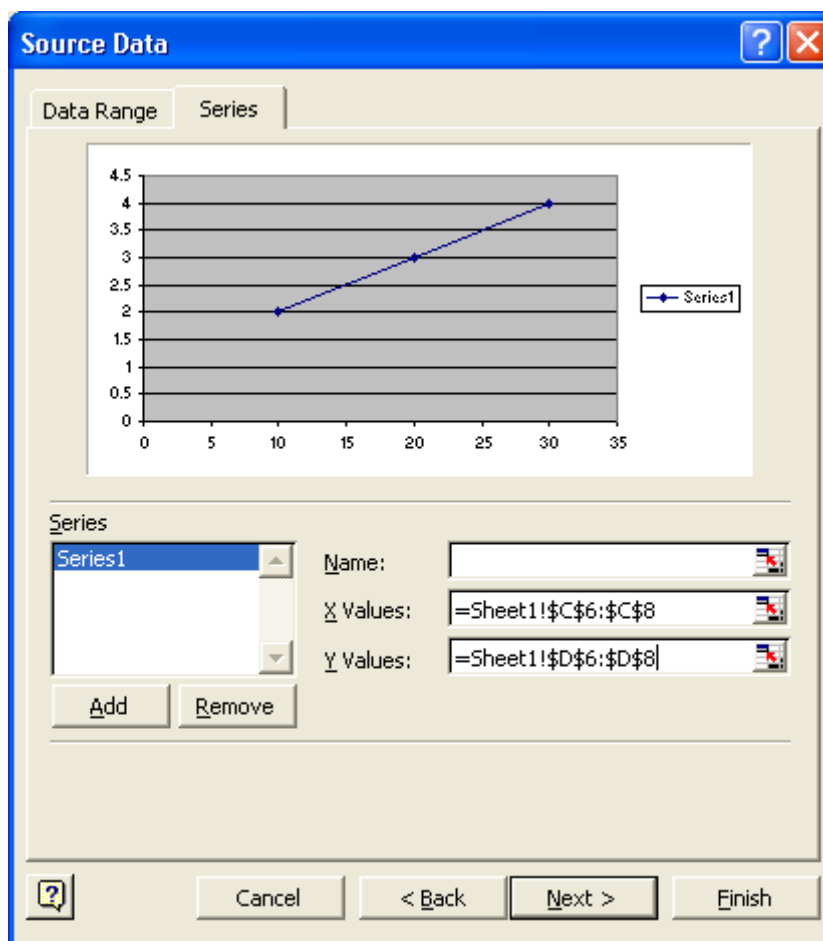 Source Data
Data Range Series
4.5
4
3.5
3
2.5
2
1.5
1
0.5
0
0 5 10 15 20 25 30 35
Series1
Series
Series1
Name:
X Values: =Sheet1!$C$6:$C$8
Y Values: =Sheet1!$D$6:$D$8
Add Remove
Cancel < Back Next > Finish